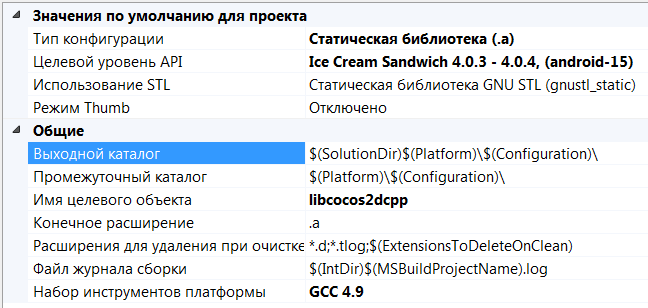 Значения по умолчанию для проекта
Тип конфигурации Статическая библиотека (.a)
Целевой уровень API Ice Cream Sandwich 4.0.3 - 4.0.4, (android-15)
Использование STL Статическая библиотека GNU STL (gnustl_static)
Режим Thumb Отключено
Общие
Выходной каталог $(SolutionDir)$(Platform)\$(Configuration)\
Промежуточный каталог $(Platform)\$(Configuration)\
Имя целевого объекта libcocos2dcpp
Конечное расширение .a
Расширения для удаления при очистке *.d;*.tlog;$(ExtensionsToDeleteOnClean)
Файл журнала сборки $(IntDir)$(MSBuildProjectName).log
Набор инструментов платформы GCC 4.9